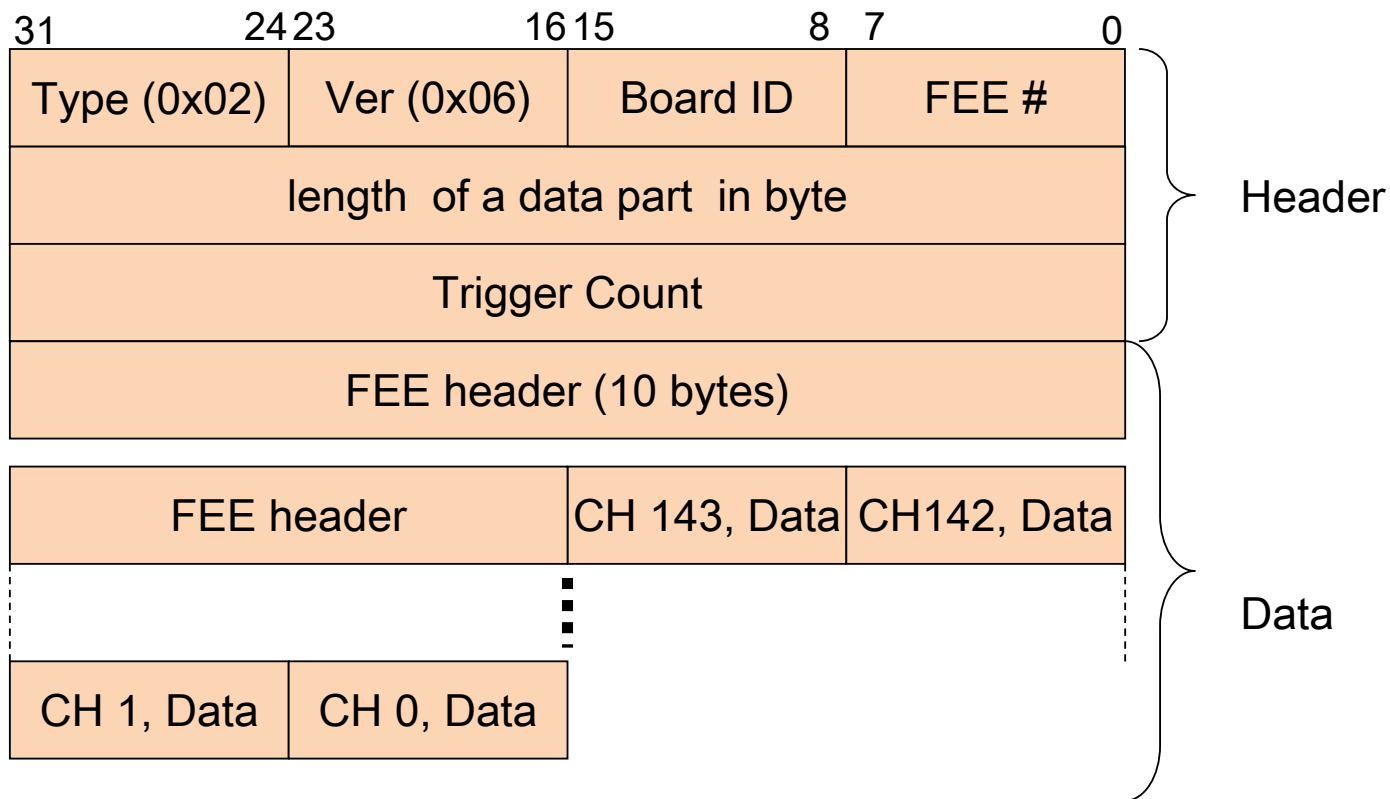 31 24 23 16 15 8 7 0
Type (0x02) Ver (0x06) Board ID FEE #
length of a data part in byte
Header
Trigger Count
FEE header (10 bytes)
FEE header CH 143, Data CH142, Data
Data
CH 1, Data CH 0, Data